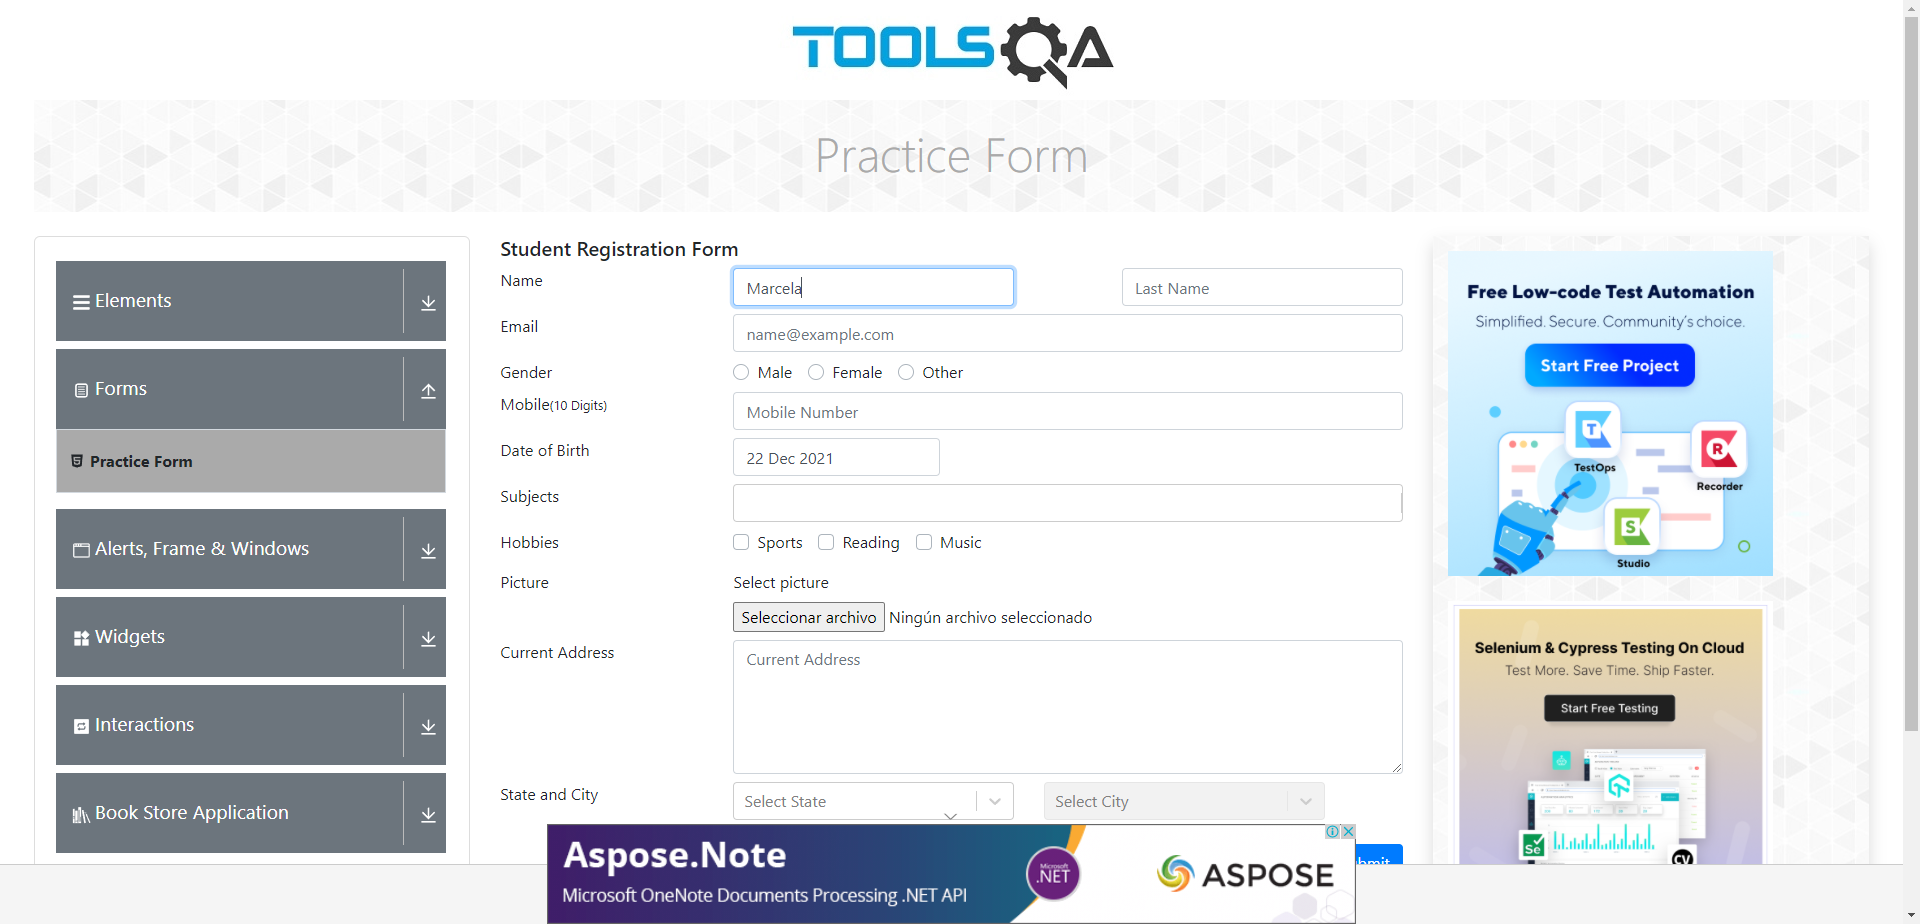 TOOLSQA
Practice Form
Elements
Forms
Practice Form
Alerts, Frame & Windows
Widgets
Interactions
Book Store Application
Student Registration Form
Name
Marcela
Last Name
Email
name@example.com
Gender
Male
Female
Other
Mobile(10 Digits)
Mobile Number
Date of Birth
22 Dec 2021
Subjects
Hobbies
Sports
Reading
Music
Picture
Select picture
Seleccionar archivo
Ningún archivo seleccionado
Current Address
Current Address
State and City
Select State
Select City
Free Low-code Test Automation
Simplified. Secure. Community's choice.
Start Free Project
T
TestOps
R
Recorder
S
Studio
Selenium & Cypress Testing On Cloud
Test More. Save Time. Ship Faster.
Start Free Testing
Se
CY
Aspose.Note
Microsoft OneNote Documents Processing .NET API
Microsoft
.NET
ASPOSE